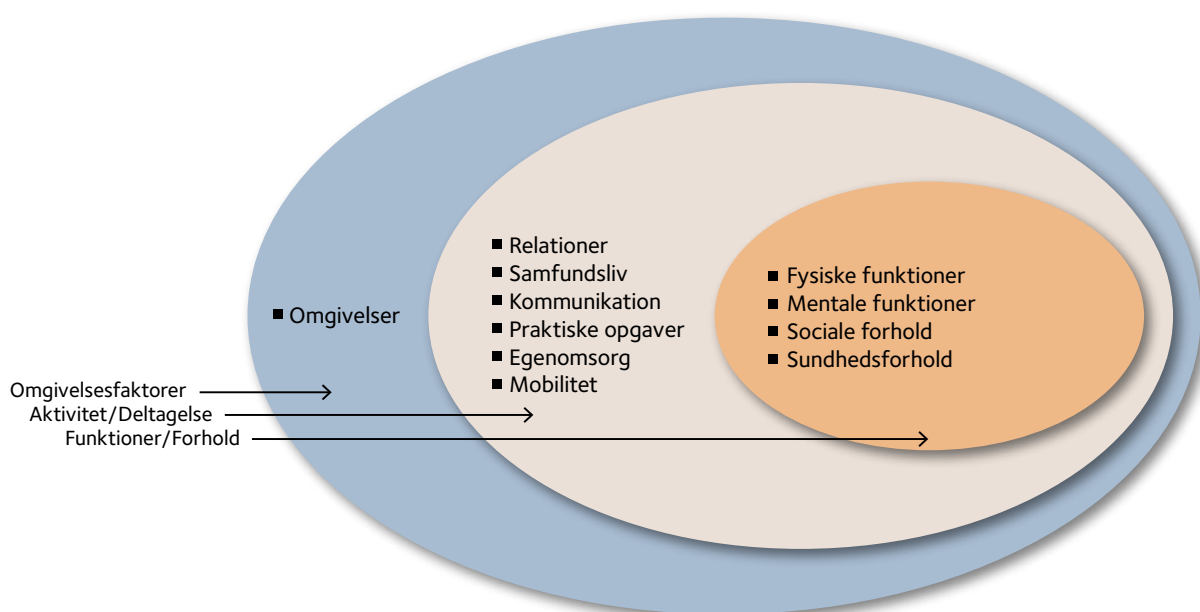 ■ Relationer
■ Samfundsliv
■ Kommunikation
■ Praktiske opgaver
■ Egenomsorg
■ Mobilitet
■ Fysiske funktioner
■ Mentale funktioner
■ Sociale forhold
■ Sundhedsforhold
■ Omgivelser
Omgivelsesfaktorer
Aktivitet/Deltagelse
Funktioner/Forhold